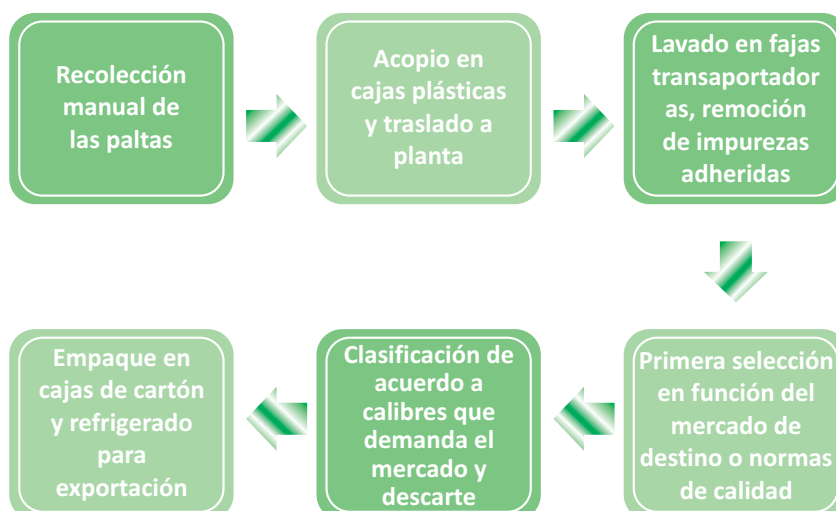 Recolección
manual de
las paltas
Acopio en
cajas plásticas
y traslado a
planta
Lavado en fajas
transaportador
as, remoción
de impurezas
adheridas
Primera selección
en función del
mercado de
destino o normas
de calidad
Clasificación de
acuerdo a
calibres que
demanda el
mercado y
descarte
Empaque en
cajas de cartón
y refrigerado
para
exportación